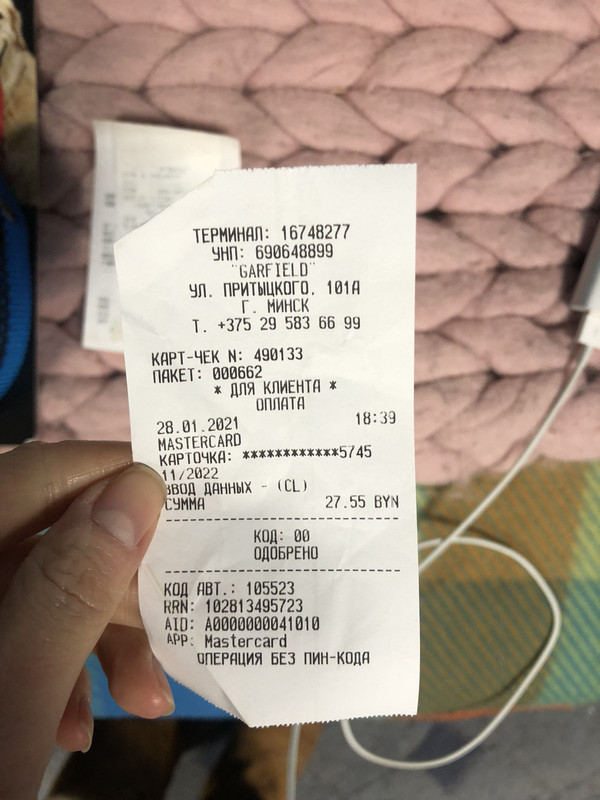 ТЕРМИНАЛ: 16748277
УНП: 690648899
"GARFIELD"
УЛ. ПРИТЫЦКОГО, 101А
Г. МИНСК
Т. +375 29 583 66 99
КАРТ-ЧЕК N: 490133
ПАКЕТ: 000662
* ДЛЯ КЛИЕНТА *
ОПЛАТА
28.01.2021 18:39
MASTERCARD
КАРТОЧКА: ************5745
11/2022
ВВОД ДАННЫХ - (CL)
СУММА 27.55 BYN
КОД: 00
ОДОБРЕНО
КОД АВТ.: 105523
RRN: 102813495723
AID: A0000000041010
APP: Mastercard
ОПЕРАЦИЯ БЕЗ ПИН-КОДА